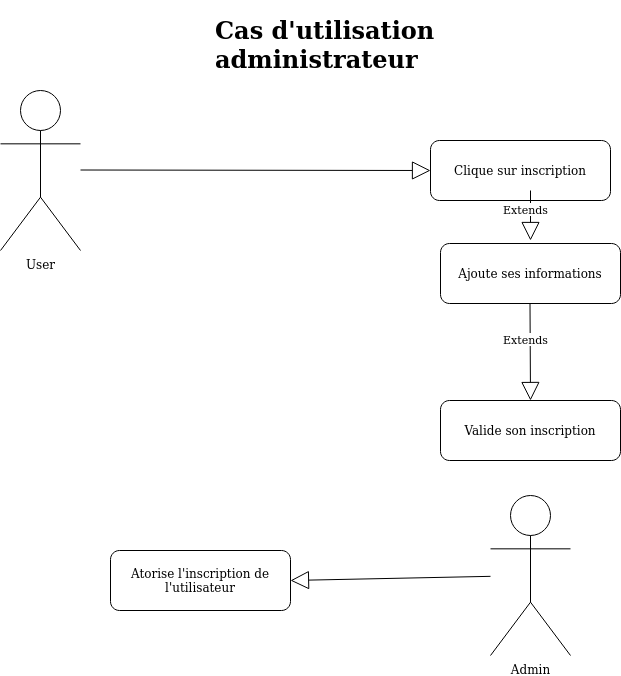 Cas d'utilisation
administrateur
Clique sur inscription
Extends
User
Ajoute ses informations
Extends
Valide son inscription
Atorise l'inscription de
l'utilisateur
Admin